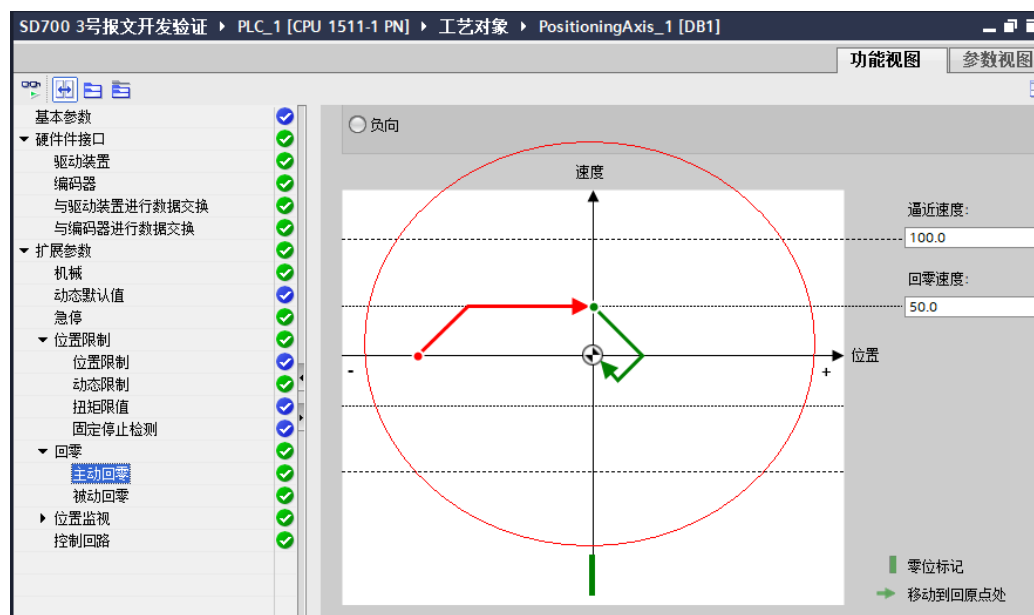 SD700 3号报文开发验证 PLC_1 [CPU 1511-1 PN] 工艺对象 PositioningAxis_1 [DB1]
功能视图 参数视图
基本参数
硬件件接口
驱动装置
编码器
与驱动装置进行数据交换
与编码器进行数据交换
扩展参数
机械
动态默认值
急停
位置限制
位置限制
动态限制
扭矩限值
固定停止检测
回零
主动回零
被动回零
位置监视
控制回路
负向
速度
位置
-
+
逼近速度:
100.0
回零速度:
50.0
零位标记
移动到回原点处